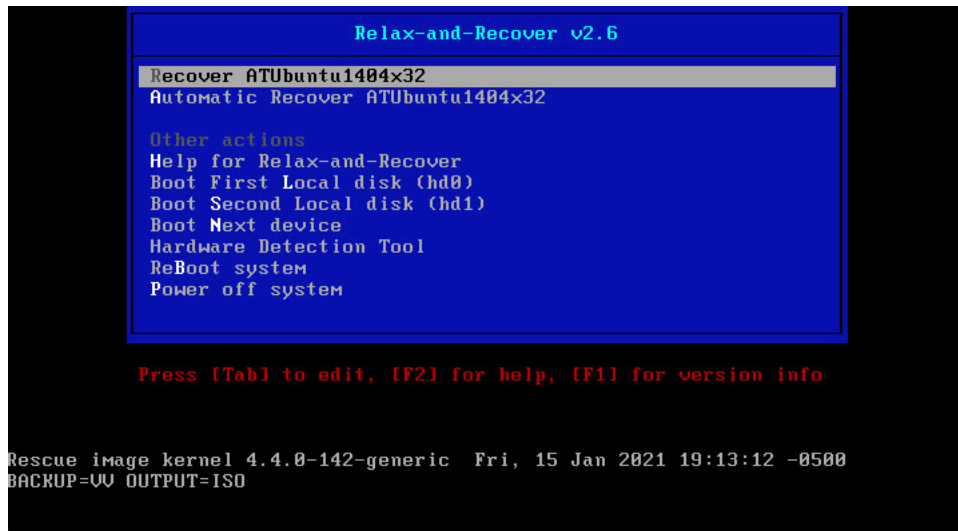 Relax-and-Recover v2.6
Recover ATUbuntu1404x32
Automatic Recover ATUbuntu1404x32
Other actions
Help for Relax-and-Recover
Boot First Local disk (hd0)
Boot Second Local disk (hd1)
Boot Next device
Hardware Detection Tool
ReBoot system
Power off system
Press [Tab] to edit, [F2] for help, [F1] for version info
Rescue image kernel 4.4.0-142-generic  Fri, 15 Jan 2021 19:13:12 -0500
BACKUP=VV OUTPUT=ISO